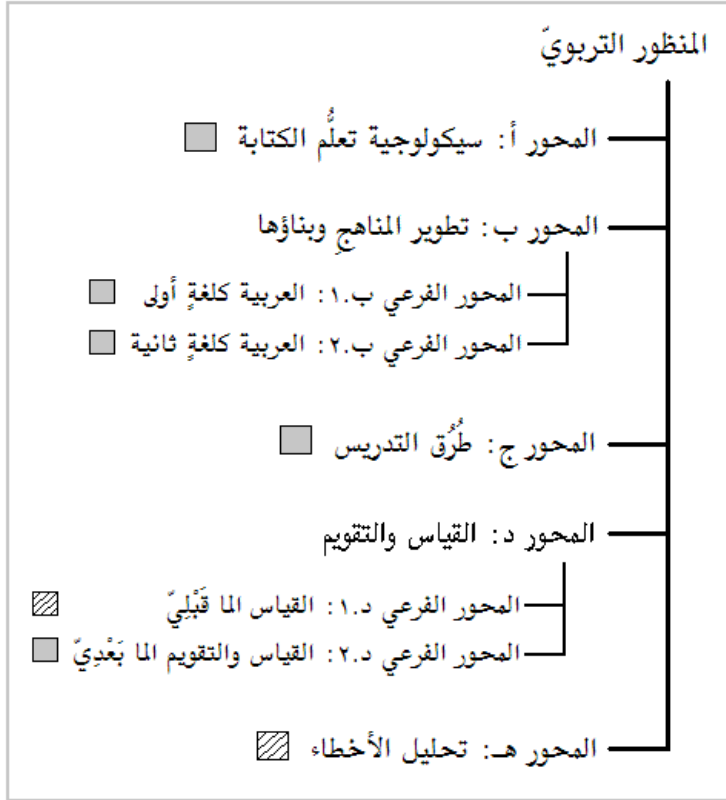 المنظور التربويّ
المحور أ: سيكولوجية تعلُّم الكتابة
المحور ب: تطوير المناهجِ وبناؤها
المحور الفرعي ب.١: العربية كلغةٍ أولى
المحور الفرعي ب.٢: العربية كلغةٍ ثانية
المحور ج: طُرُق التدريس
المحور د: القياس والتقويم
المحور الفرعي د.١: القياس الما قَبْلِيّ
المحور الفرعي د.٢: القياس والتقويم الما بَعْدِيّ
المحور هـ: تحليل الأخطاء